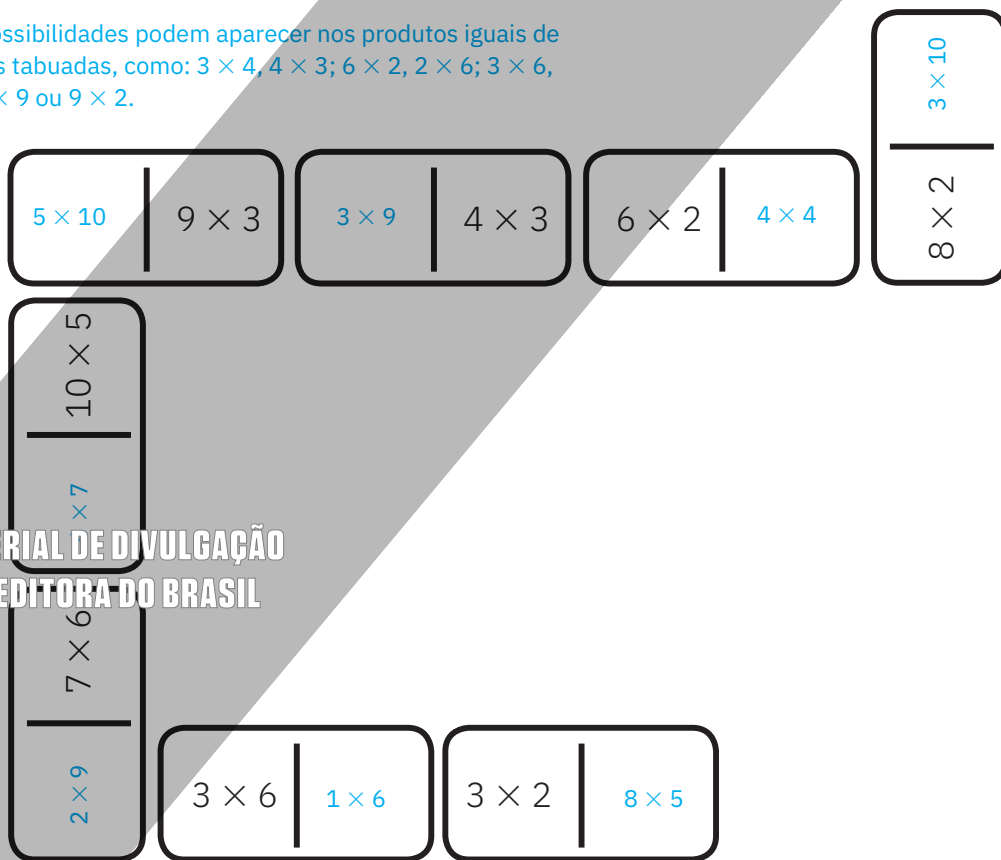 ossibilidades podem aparecer nos produtos iguais de
s tabuadas, como: 3 × 4, 4 × 3; 6 × 2, 2 × 6; 3 × 6,
× 9 ou 9 × 2.
3 × 10
8 × 2
5 × 10
9 × 3
3 × 9
4 × 3
6 × 2
4 × 4
10 × 5
× 7
ERIAL DE DIVULGAÇÃO
EDITORA DO BRASIL
7 × 6
2 × 9
3 × 6
1 × 6
3 × 2
8 × 5